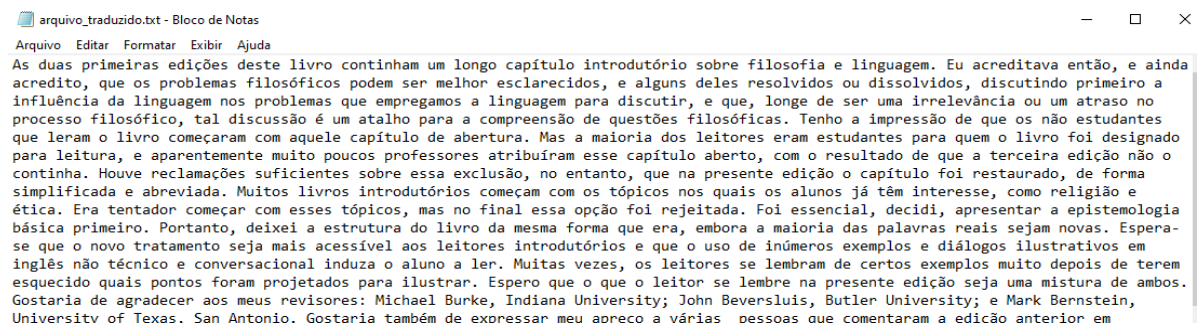 arquivo_traduzido.txt - Bloco de Notas
Arquivo Editar Formatar Exibir Ajuda
As duas primeiras edições deste livro continham um longo capítulo introdutório sobre filosofia e linguagem. Eu acreditava então, e ainda
acredito, que os problemas filosóficos podem ser melhor esclarecidos, e alguns deles resolvidos ou dissolvidos, discutindo primeiro a
influência da linguagem nos problemas que empregamos a linguagem para discutir, e que, longe de ser uma irrelevância ou um atraso no
processo filosófico, tal discussão é um atalho para a compreensão de questões filosóficas. Tenho a impressão de que os não estudantes
que leram o livro começaram com aquele capítulo de abertura. Mas a maioria dos leitores eram estudantes para quem o livro foi designado
para leitura, e aparentemente muito poucos professores atribuíram esse capítulo aberto, com o resultado de que a terceira edição não o
continha. Houve reclamações suficientes sobre essa exclusão, no entanto, que na presente edição o capítulo foi restaurado, de forma
simplificada e abreviada. Muitos livros introdutórios começam com os tópicos nos quais os alunos já têm interesse, como religião e
ética. Era tentador começar com esses tópicos, mas no final essa opção foi rejeitada. Foi essencial, decidi, apresentar a epistemologia
básica primeiro. Portanto, deixei a estrutura do livro da mesma forma que era, embora a maioria das palavras reais sejam novas. Espera-
se que o novo tratamento seja mais acessível aos leitores introdutórios e que o uso de inúmeros exemplos e diálogos ilustrativos em
inglês não técnico e conversacional induza o aluno a ler. Muitas vezes, os leitores se lembram de certos exemplos muito depois de terem
esquecido quais pontos foram projetados para ilustrar. Espero que o que o leitor se lembre na presente edição seja uma mistura de ambos.
Gostaria de agradecer aos meus revisores: Michael Burke, Indiana University; John Beversluis, Butler University; e Mark Bernstein,
University of Texas, San Antonio. Gostaria também de expressar meu apreço a várias  pessoas que comentaram a edição anterior em